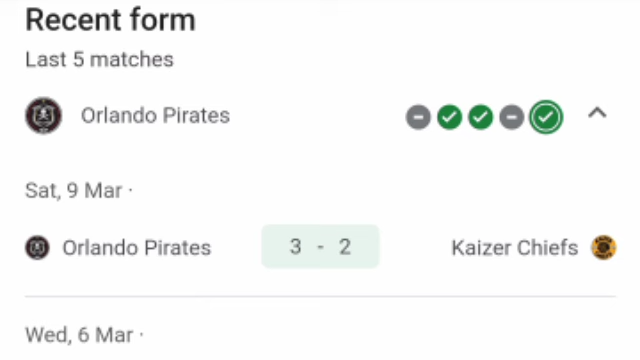 Recent form
Last 5 matches
Orlando Pirates
Sat, 9 Mar ·
Orlando Pirates 3 - 2 Kaizer Chiefs
Wed, 6 Mar ·